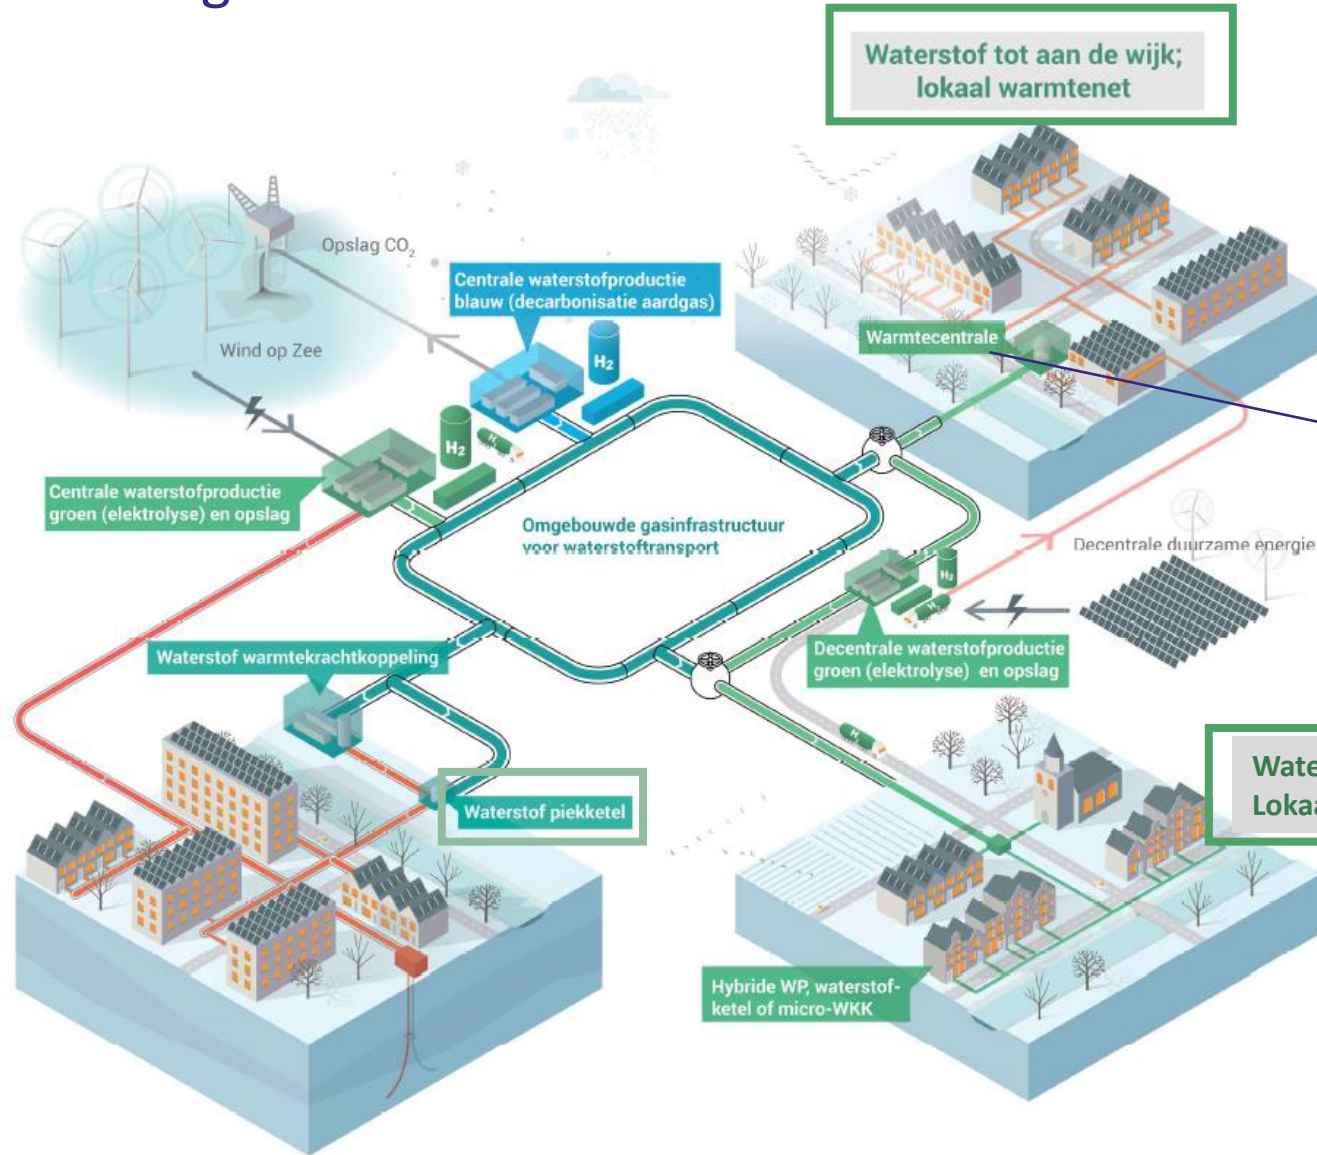 Waterstof tot aan de wijk;
lokaal warmtenet
Opslag CO2
Centrale waterstofproductie
blauw (decarbonisatie aardgas)
Wind op Zee
Warmtecentrale
H2
H2
H
Centrale waterstofproductie
groen (elektrolyse) en opslag
Omgebouwde gasinfrastructuur
voor waterstoftransport
Decentrale duurzame energie
H2
H
Waterstof warmtekrachtkoppeling
Decentrale waterstofproductie
groen (elektrolyse) en opslag
H
Waterstof piekketel
Hybride WP, waterstof-
ketel of micro-WKK